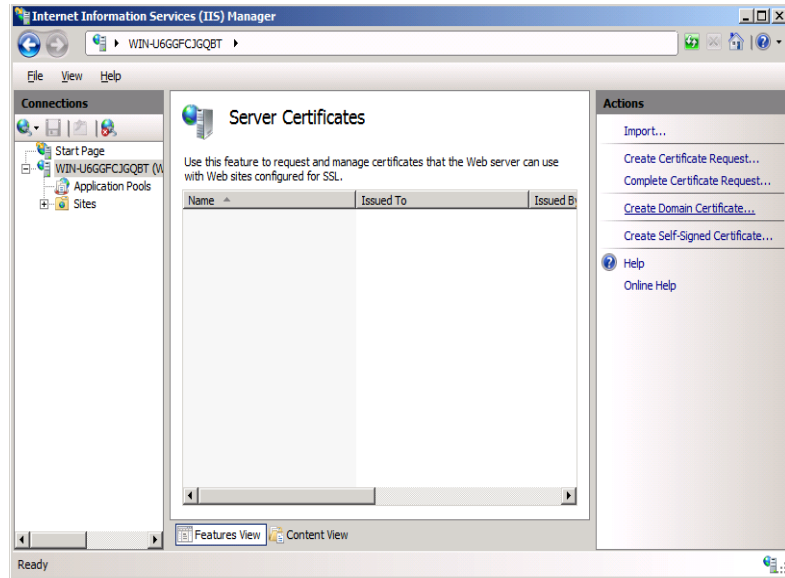 Internet Information Services (IIS) Manager
WIN-U6GGFCJGQBT
File View Help
Connections
Start Page
WIN-U6GGFCJGQBT (W
Application Pools
Sites
Server Certificates
Use this feature to request and manage certificates that the Web server can use
with Web sites configured for SSL.
Name Issued To Issued By
Features View Content View
Actions
Import...
Create Certificate Request...
Complete Certificate Request...
Create Domain Certificate...
Create Self-Signed Certificate...
Help
Online Help
Ready